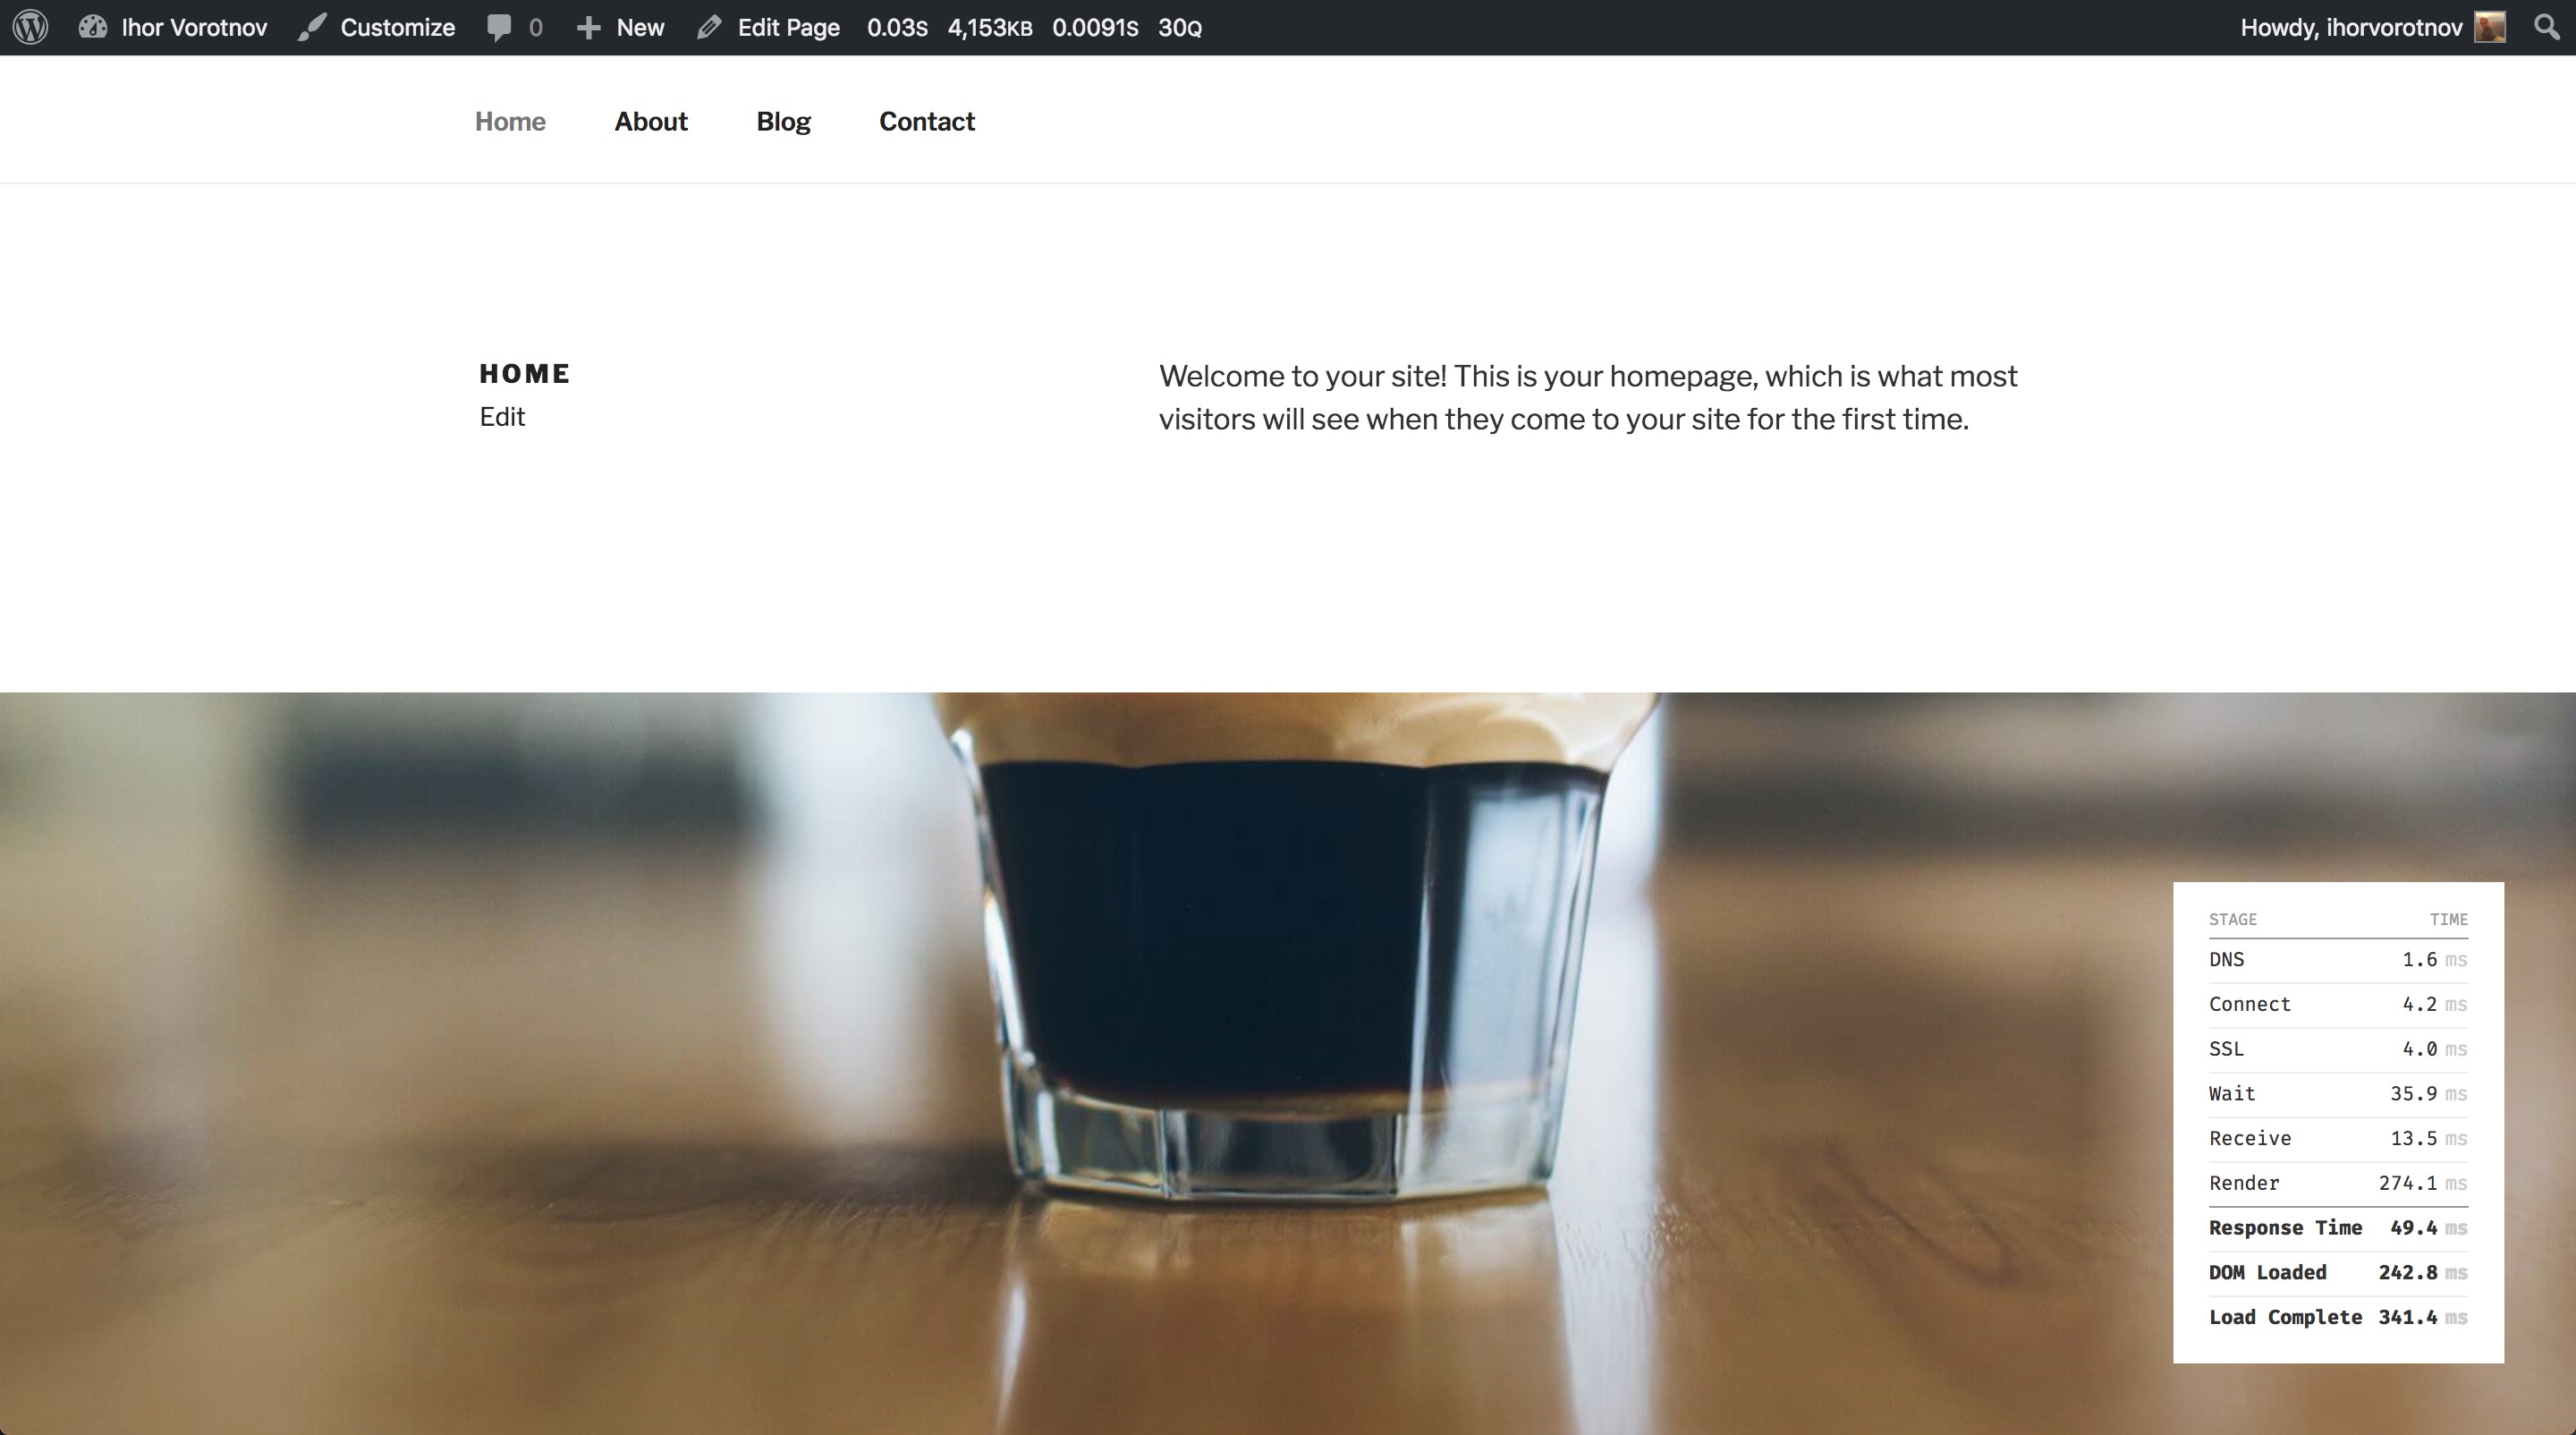 Ihor Vorotnov Customize 0 New Edit Page 0.03S 4,153KB 0.0091S 30Q Howdy, ihorvorotnov
Home About Blog Contact
HOME
Edit
Welcome to your site! This is your homepage, which is what most
visitors will see when they come to your site for the first time.
STAGE TIME
DNS 1.6 ms
Connect 4.2 ms
SSL 4.0 ms
Wait 35.9 ms
Receive 13.5 ms
Render 274.1 ms
Response Time 49.4 ms
DOM Loaded 242.8 ms
Load Complete 341.4 ms